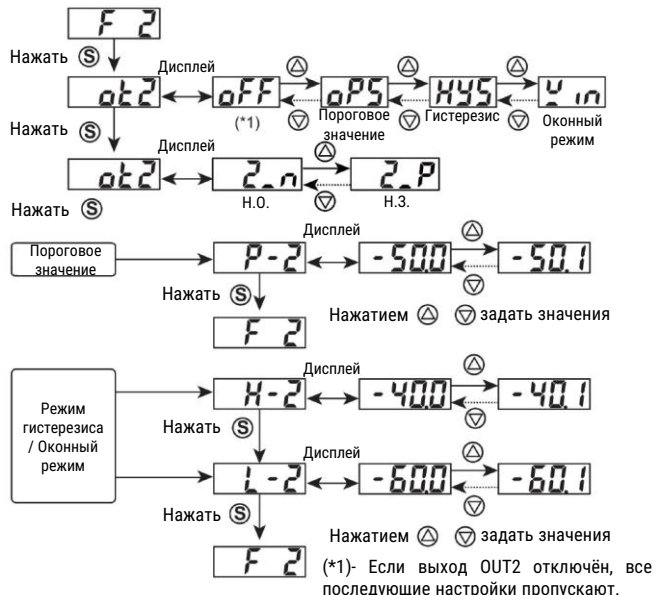 F 2
Нажать Ⓢ
Дисплей
ot2 oFF oPS HYS Y in
(*1) Пороговое значение Гистерезис Оконный режим
Нажать Ⓢ
Дисплей
ot2 2_n 2_P
Н.О. Н.З.
Нажать Ⓢ
Дисплей
Пороговое значение P-2 -50.0 -50.1
Нажать Ⓢ
Нажатием △ ▽ задать значения
F 2
Дисплей
H-2 -40.0 -40.1
Режим гистерезиса / Оконный режим
Нажать Ⓢ
Дисплей
L-2 -60.0 -60.1
Нажать Ⓢ
Нажатием △ ▽ задать значения
F 2
(*1)- Если выход OUT2 отключён, все
последующие настройки пропускают.